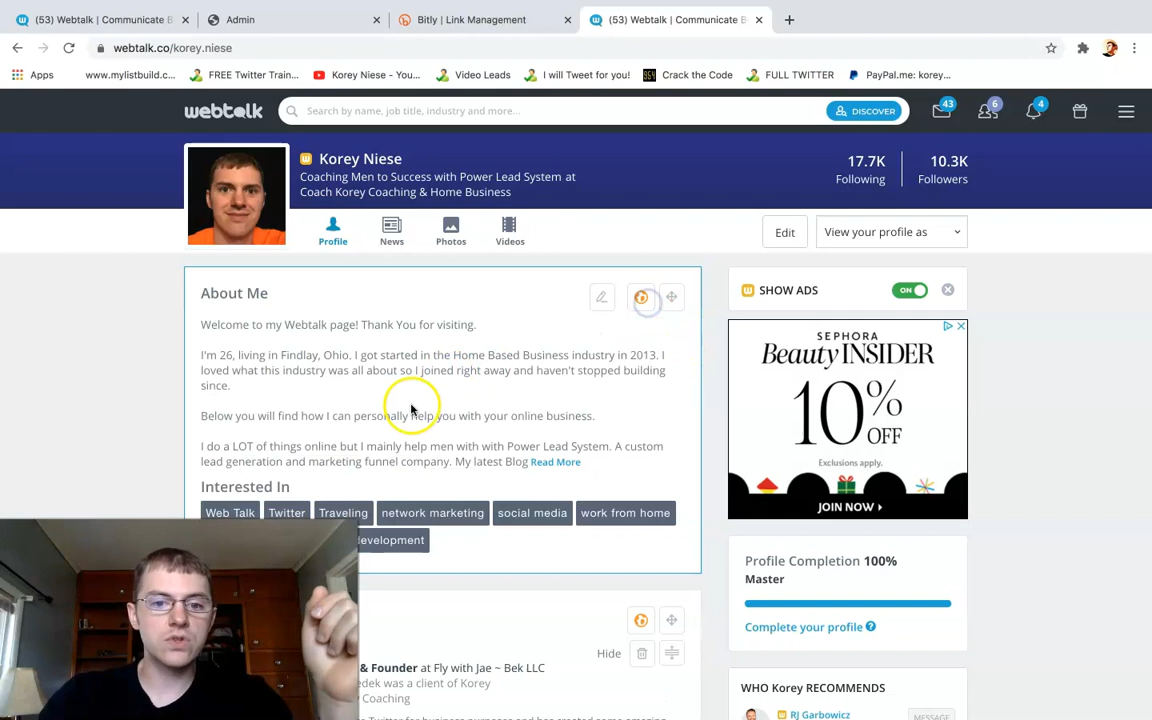 (53) Webtalk | Communicate B
Admin
Bitly | Link Management
(53) Webtalk | Communicate B
webtalk.co/korey.niese
Apps
www.mylistbuild.c...
FREE Twitter Train...
Korey Niese - You...
Video Leads
I will Tweet for you!
Crack the Code
FULL TWITTER
PayPal.me: korey...
webtalk
Search by name, job title, industry and more...
DISCOVER
43
6
4
Korey Niese
Coaching Men to Success with Power Lead System at
Coach Korey Coaching & Home Business
17.7K
Following
10.3K
Followers
Profile
News
Photos
Videos
Edit
View your profile as
About Me
Welcome to my Webtalk page! Thank You for visiting.
I'm 26, living in Findlay, Ohio. I got started in the Home Based Business industry in 2013. I
loved what this industry was all about so I joined right away and haven't stopped building
since.
Below you will find how I can personally help you with your online business.
I do a LOT of things online but I mainly help men with with Power Lead System. A custom
lead generation and marketing funnel company. My latest Blog Read More
Interested In
Web Talk
Twitter
Traveling
network marketing
social media
work from home
evelopment
Hide
& Founder at Fly with Jae ~ Bek LLC
edek was a client of Korey
Coaching
SHOW ADS
ON
SEPHORA
Beauty INSIDER
10% OFF
Exclusions apply.
JOIN NOW
Profile Completion 100%
Master
Complete your profile
WHO Korey RECOMMENDS
RJ Garbowicz
MESSAGE